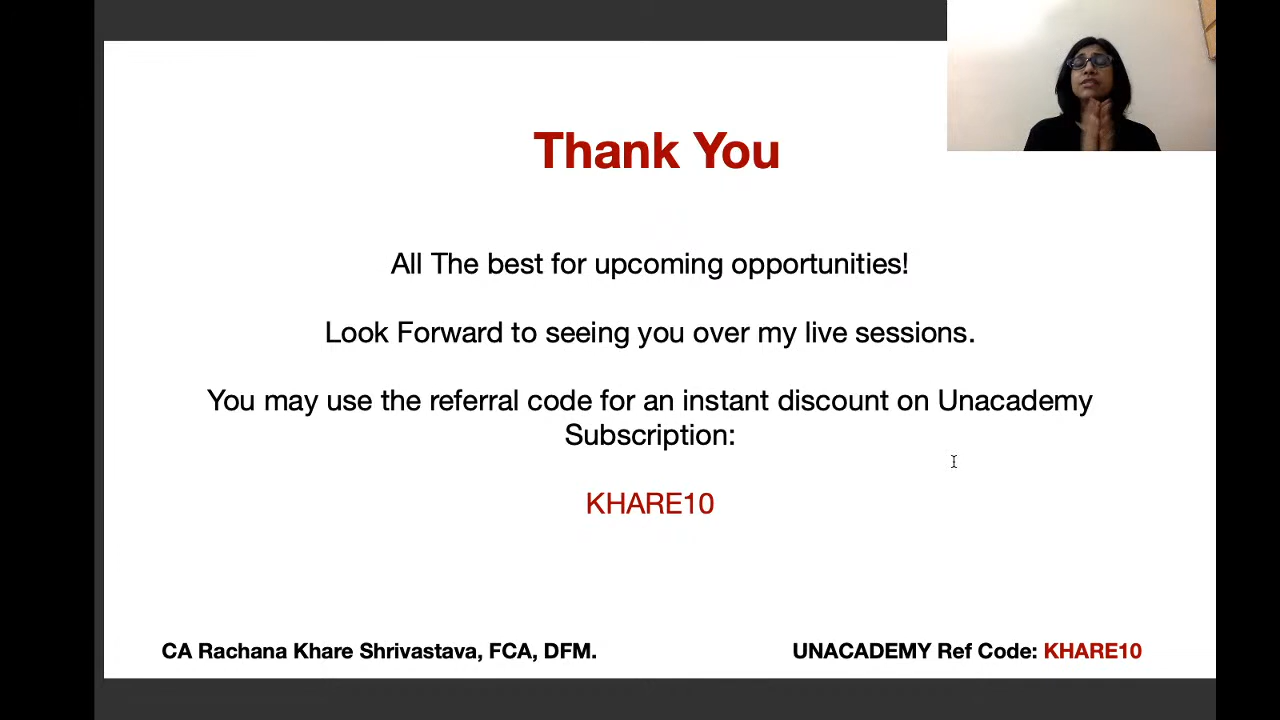 Thank You
All The best for upcoming opportunities!
Look Forward to seeing you over my live sessions.
You may use the referral code for an instant discount on Unacademy
Subscription:
KHARE10
CA Rachana Khare Shrivastava, FCA, DFM.
UNACADEMY Ref Code: KHARE10